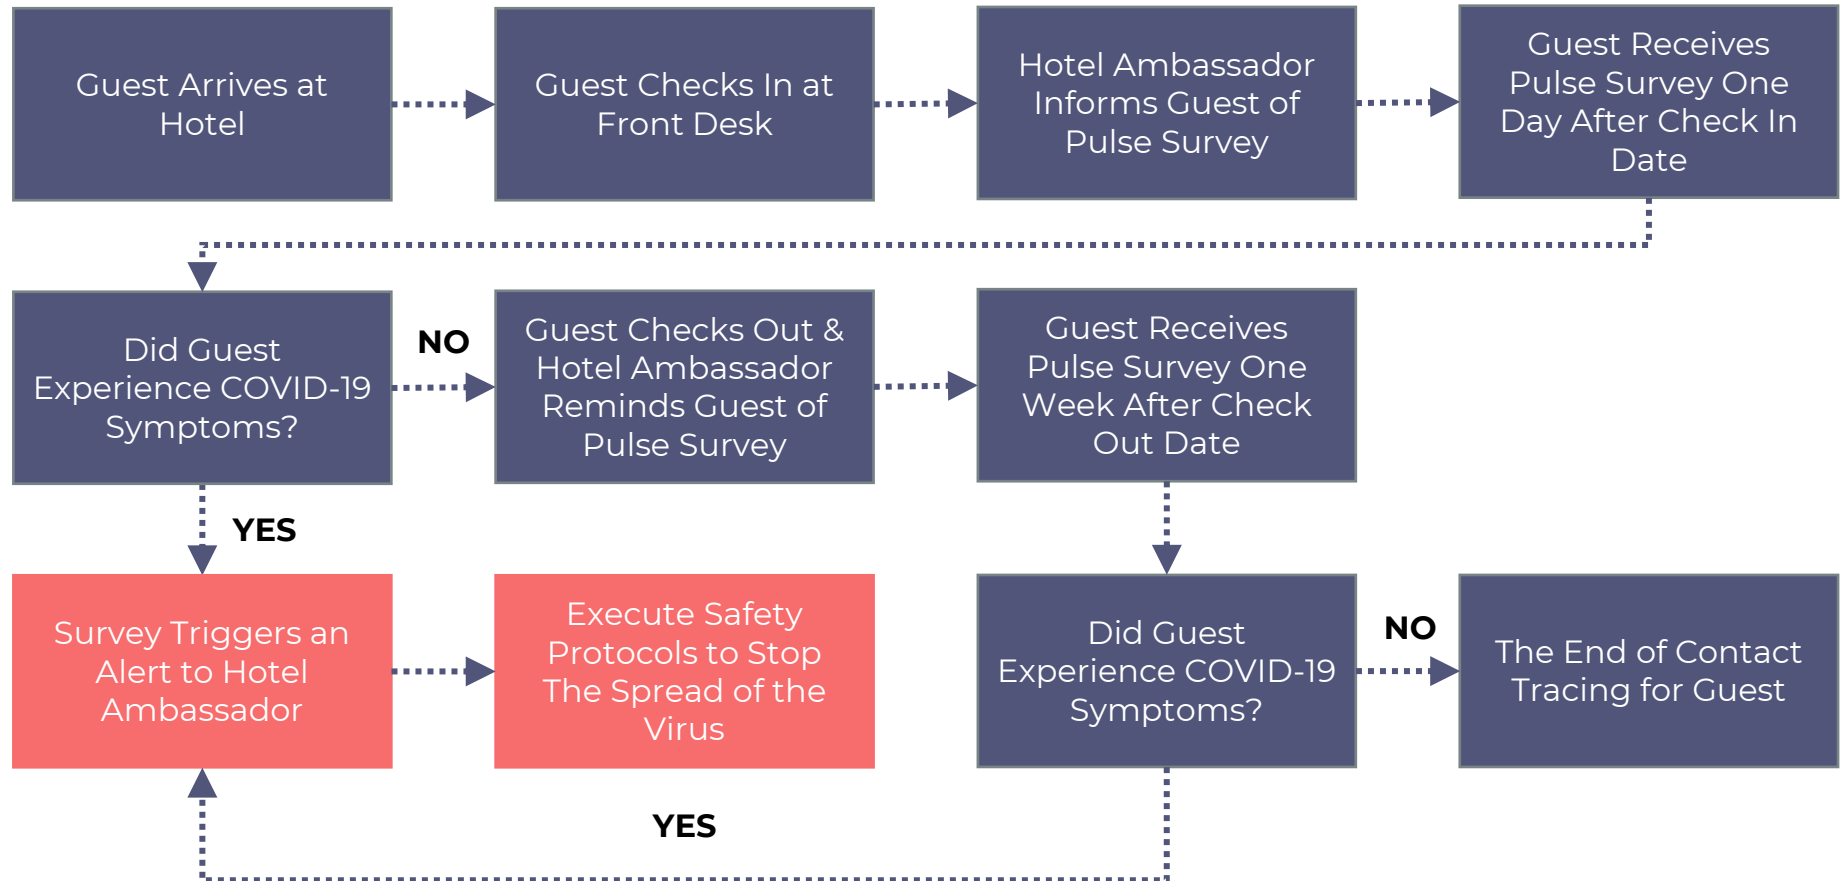 Guest Arrives at
Hotel
Guest Checks In at
Front Desk
Hotel Ambassador
Informs Guest of
Pulse Survey
Guest Receives
Pulse Survey One
Day After Check In
Date
Did Guest
Experience COVID-19
Symptoms?
NO
Guest Checks Out &
Hotel Ambassador
Reminds Guest of
Pulse Survey
Guest Receives
Pulse Survey One
Week After Check
Out Date
YES
Survey Triggers an
Alert to Hotel
Ambassador
Execute Safety
Protocols to Stop
The Spread of the
Virus
Did Guest
Experience COVID-19
Symptoms?
NO
The End of Contact
Tracing for Guest
YES